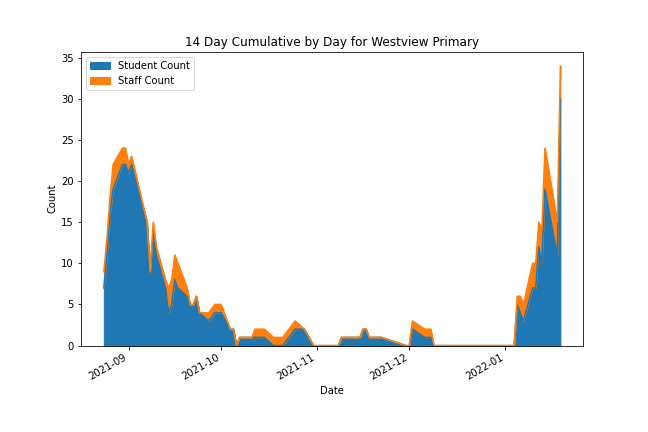 14 Day Cumulative by Day for Westview Primary
Student Count
Staff Count
35
30
25
20
15
10
5
0
Count
2021-09
2021-10
2021-11
2021-12
2022-01
Date